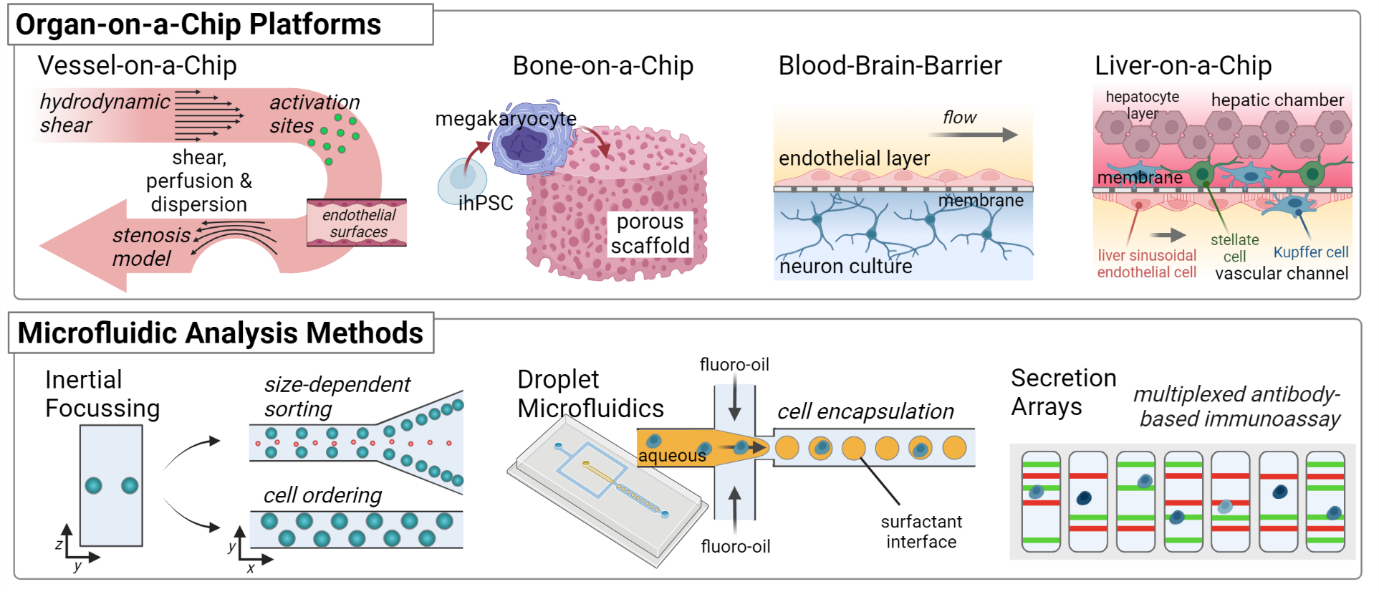 Organ-on-a-Chip Platforms
Vessel-on-a-Chip
hydrodynamic
shear
activation
sites
shear,
perfusion &
dispersion
endothelial
surfaces
stenosis
model
Bone-on-a-Chip
megakaryocyte
ihPSC
porous
scaffold
Blood-Brain-Barrier
flow
endothelial layer
membrane
neuron culture
Liver-on-a-Chip
hepatocyte
layer
hepatic chamber
membrane
liver sinusoidal
endothelial cell
stellate
cell
Kupffer cell
vascular channel
Microfluidic Analysis Methods
Inertial
Focussing
z
y
size-dependent
sorting
cell ordering
y
x
Droplet
Microfluidics
fluoro-oil
aqueous
fluoro-oil
cell encapsulation
surfactant
interface
Secretion
Arrays
multiplexed antibody-
based immunoassay